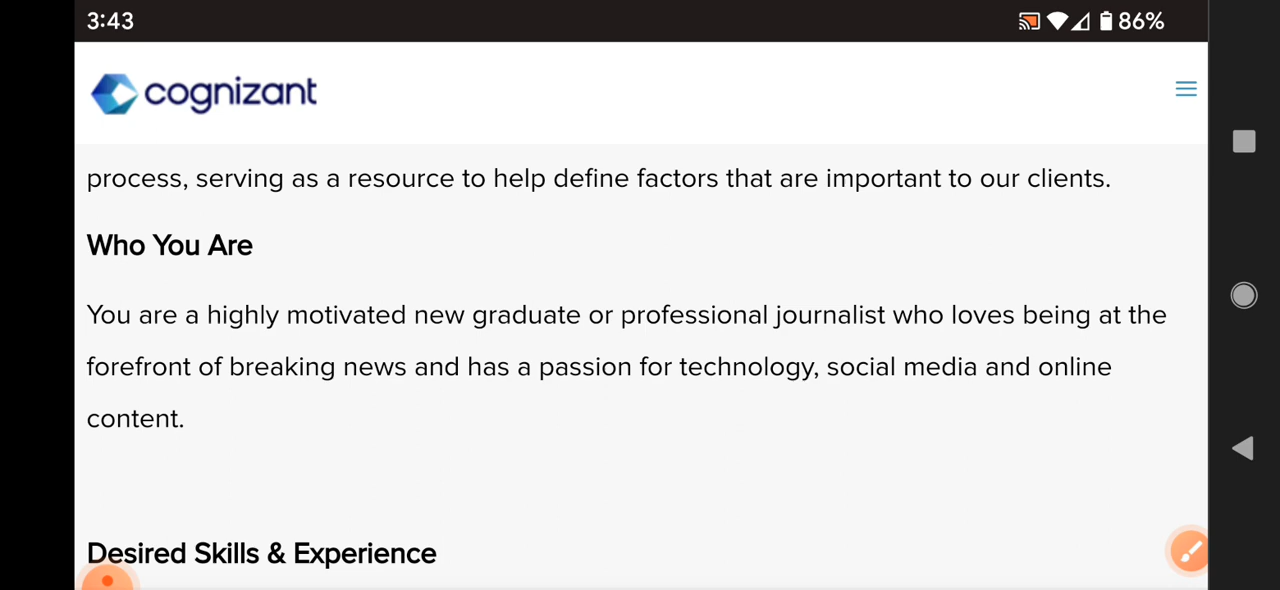 3:43
86%
cognizant
process, serving as a resource to help define factors that are important to our clients.
Who You Are
You are a highly motivated new graduate or professional journalist who loves being at the
forefront of breaking news and has a passion for technology, social media and online
content.
Desired Skills & Experience